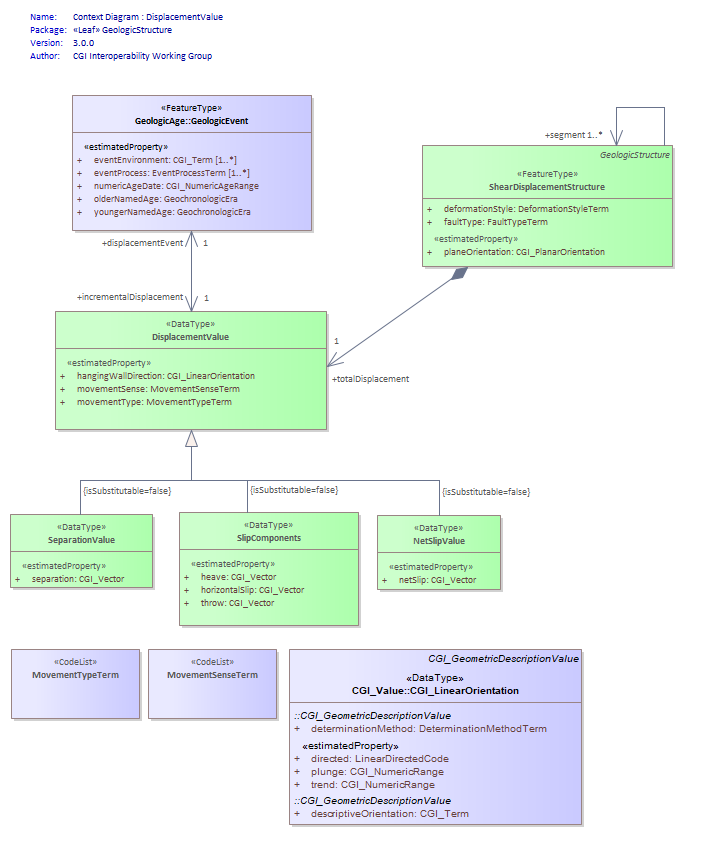 Name: Context Diagram : DisplacementValue
Package: «Leaf» GeologicStructure
Version: 3.0.0
Author: CGI Interoperability Working Group
«FeatureType»
GeologicAge::GeologicEvent
«estimatedProperty»
+ eventEnvironment: CGI_Term [1..*]
+ eventProcess: EventProcessTerm [1..*]
+ numericAgeDate: CGI_NumericAgeRange
+ olderNamedAge: GeochronologicEra
+ youngerNamedAge: GeochronologicEra
+segment 1..*
GeologicStructure
«FeatureType»
ShearDisplacementStructure
+ deformationStyle: DeformationStyleTerm
+ faultType: FaultTypeTerm
«estimatedProperty»
+ planeOrientation: CGI_PlanarOrientation
+displacementEvent 1
+incrementalDisplacement 1
«DataType»
DisplacementValue
«estimatedProperty»
+ hangingWallDirection: CGI_LinearOrientation
+ movementSense: MovementSenseTerm
+ movementType: MovementTypeTerm
1
+totalDisplacement
{isSubstitutable=false}
{isSubstitutable=false}
{isSubstitutable=false}
«DataType»
SeparationValue
«estimatedProperty»
+ separation: CGI_Vector
«DataType»
SlipComponents
«estimatedProperty»
+ heave: CGI_Vector
+ horizontalSlip: CGI_Vector
+ throw: CGI_Vector
«DataType»
NetSlipValue
«estimatedProperty»
+ netSlip: CGI_Vector
«CodeList»
MovementTypeTerm
«CodeList»
MovementSenseTerm
CGI_GeometricDescriptionValue
«DataType»
CGI_Value::CGI_LinearOrientation
::CGI_GeometricDescriptionValue
+ determinationMethod: DeterminationMethodTerm
«estimatedProperty»
+ directed: LinearDirectedCode
+ plunge: CGI_NumericRange
+ trend: CGI_NumericRange
::CGI_GeometricDescriptionValue
+ descriptiveOrientation: CGI_Term